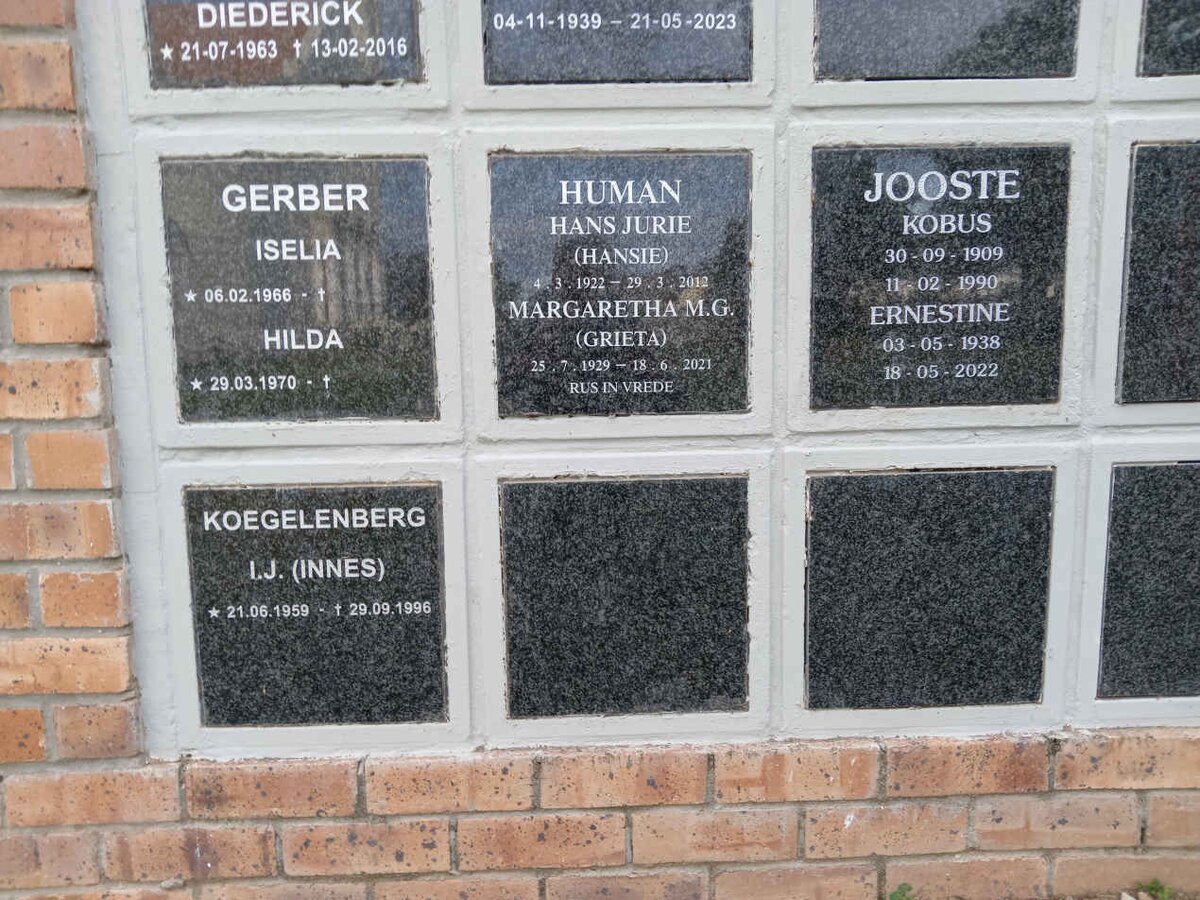 DIEDERICK
★ 21-07-1963 † 13-02-2016
04-11-1939 – 21-05-2023
GERBER
ISELIA
★ 06.02.1966 - †
HILDA
★ 29.03.1970 - †
HUMAN
HANS JURIE
(HANSIE)
4 . 3 . 1922 – 29 . 3 . 2012
MARGARETHA M.G.
(GRIETA)
25 . 7 . 1929 – 18 . 6 . 2021
RUS IN VREDE
JOOSTE
KOBUS
30 - 09 - 1909
11 - 02 - 1990
ERNESTINE
03 - 05 - 1938
18 - 05 - 2022
KOEGELENBERG
I.J. (INNES)
★ 21.06.1959 - † 29.09.1996